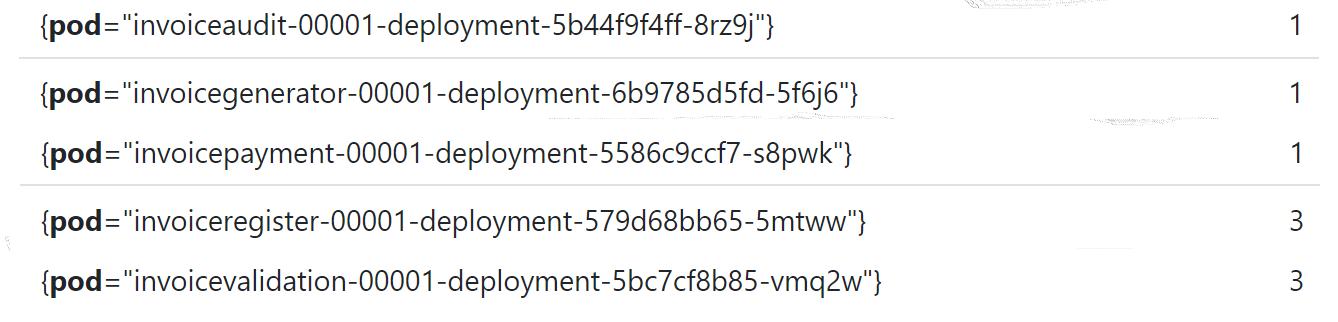 {pod="invoiceaudit-00001-deployment-5b44f9f4ff-8rz9j"} 1
{pod="invoicegenerator-00001-deployment-6b9785d5fd-5f6j6"} 1
{pod="invoicepayment-00001-deployment-5586c9ccf7-s8pwk"} 1
{pod="invoiceregister-00001-deployment-579d68bb65-5mtww"} 3
{pod="invoicevalidation-00001-deployment-5bc7cf8b85-vmq2w"} 3